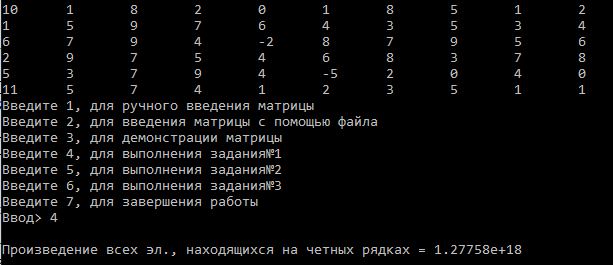 10 1 8 2 0 1 8 5 1 2
1 5 9 7 6 4 3 5 3 4
6 7 9 4 -2 8 7 9 5 6
2 9 7 5 4 6 8 3 7 8
5 3 7 9 4 -5 2 0 4 0
11 5 7 4 1 2 3 5 1 1
Введите 1, для ручного введения матрицы
Введите 2, для введения матрицы с помощью файла
Введите 3, для демонстрации матрицы
Введите 4, для выполнения задания№1
Введите 5, для выполнения задания№2
Введите 6, для выполнения задания№3
Введите 7, для завершения работы
Ввод> 4
Произведение всех эл., находящихся на четных рядках = 1.27758e+18